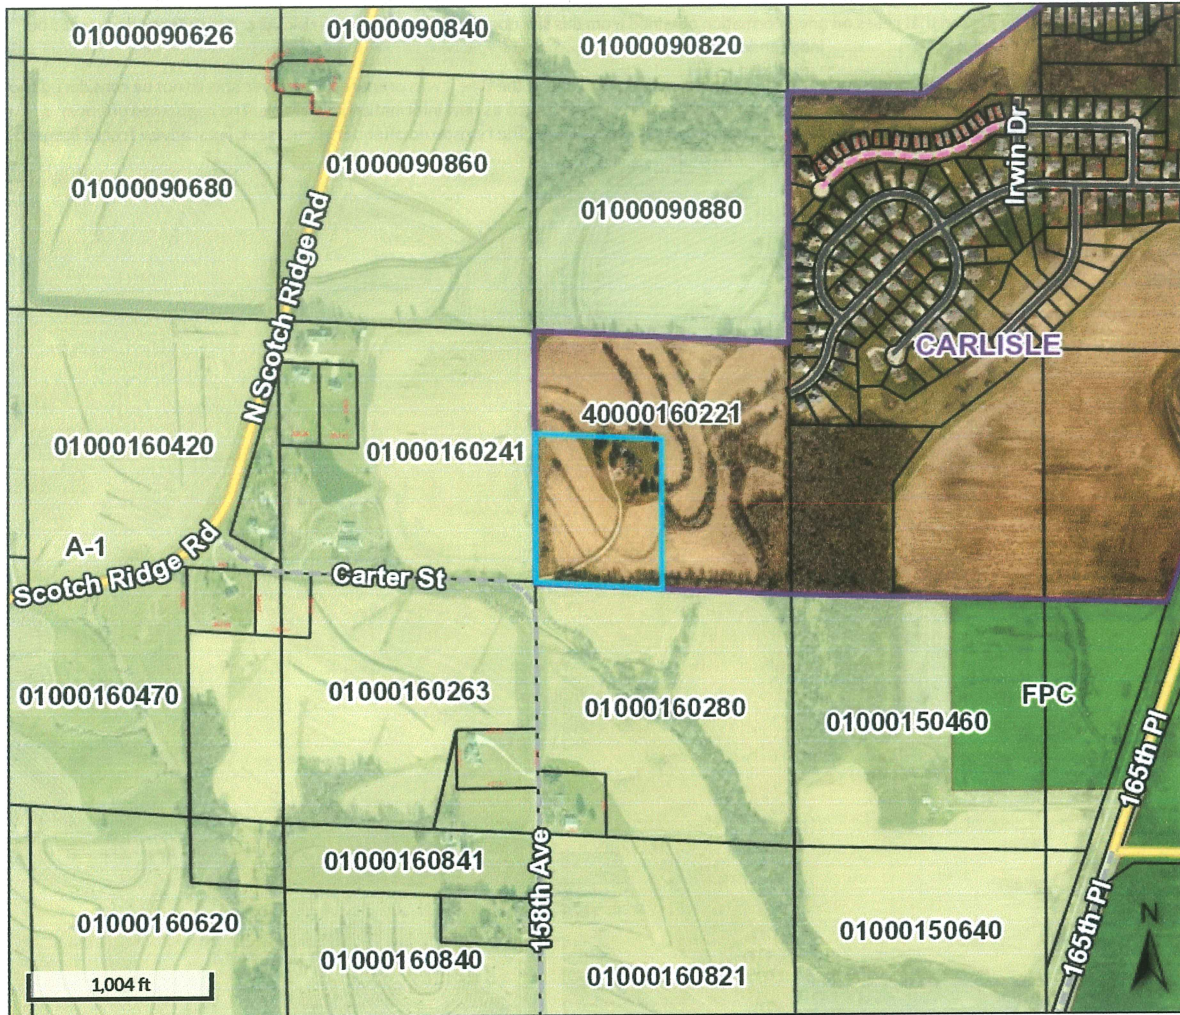 01000090626
01000090840
01000090820
01000090680
01000090860
01000090880
Irwin Dr
N Scotch Ridge Rd
CARLISLE
40000160221
01000160420
01000160241
A-1
Scotch Ridge Rd
Carter St
01000160470
01000160263
01000160280
01000150460
FPC
165th Pl
01000160841
158th Ave
01000160620
01000160840
01000160821
01000150640
165th Pl
N
1,004 ft